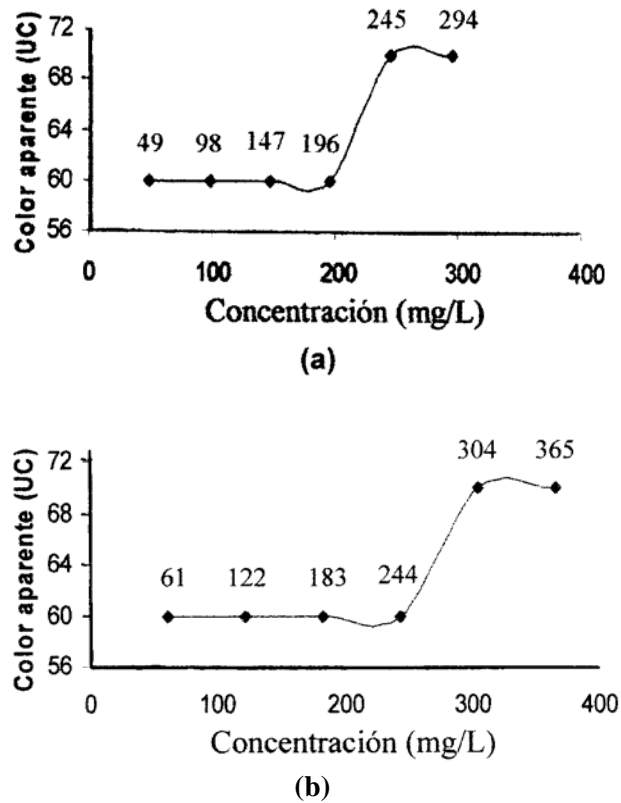 245 294
72
68
64
60
56
49 98 147 196
Color aparente (UC)
0 100 200 300 400
Concentración (mg/L)
(a)
304 365
72
68
64
60
56
61 122 183 244
Color aparente (UC)
0 100 200 300 400
Concentración (mg/L)
(b)